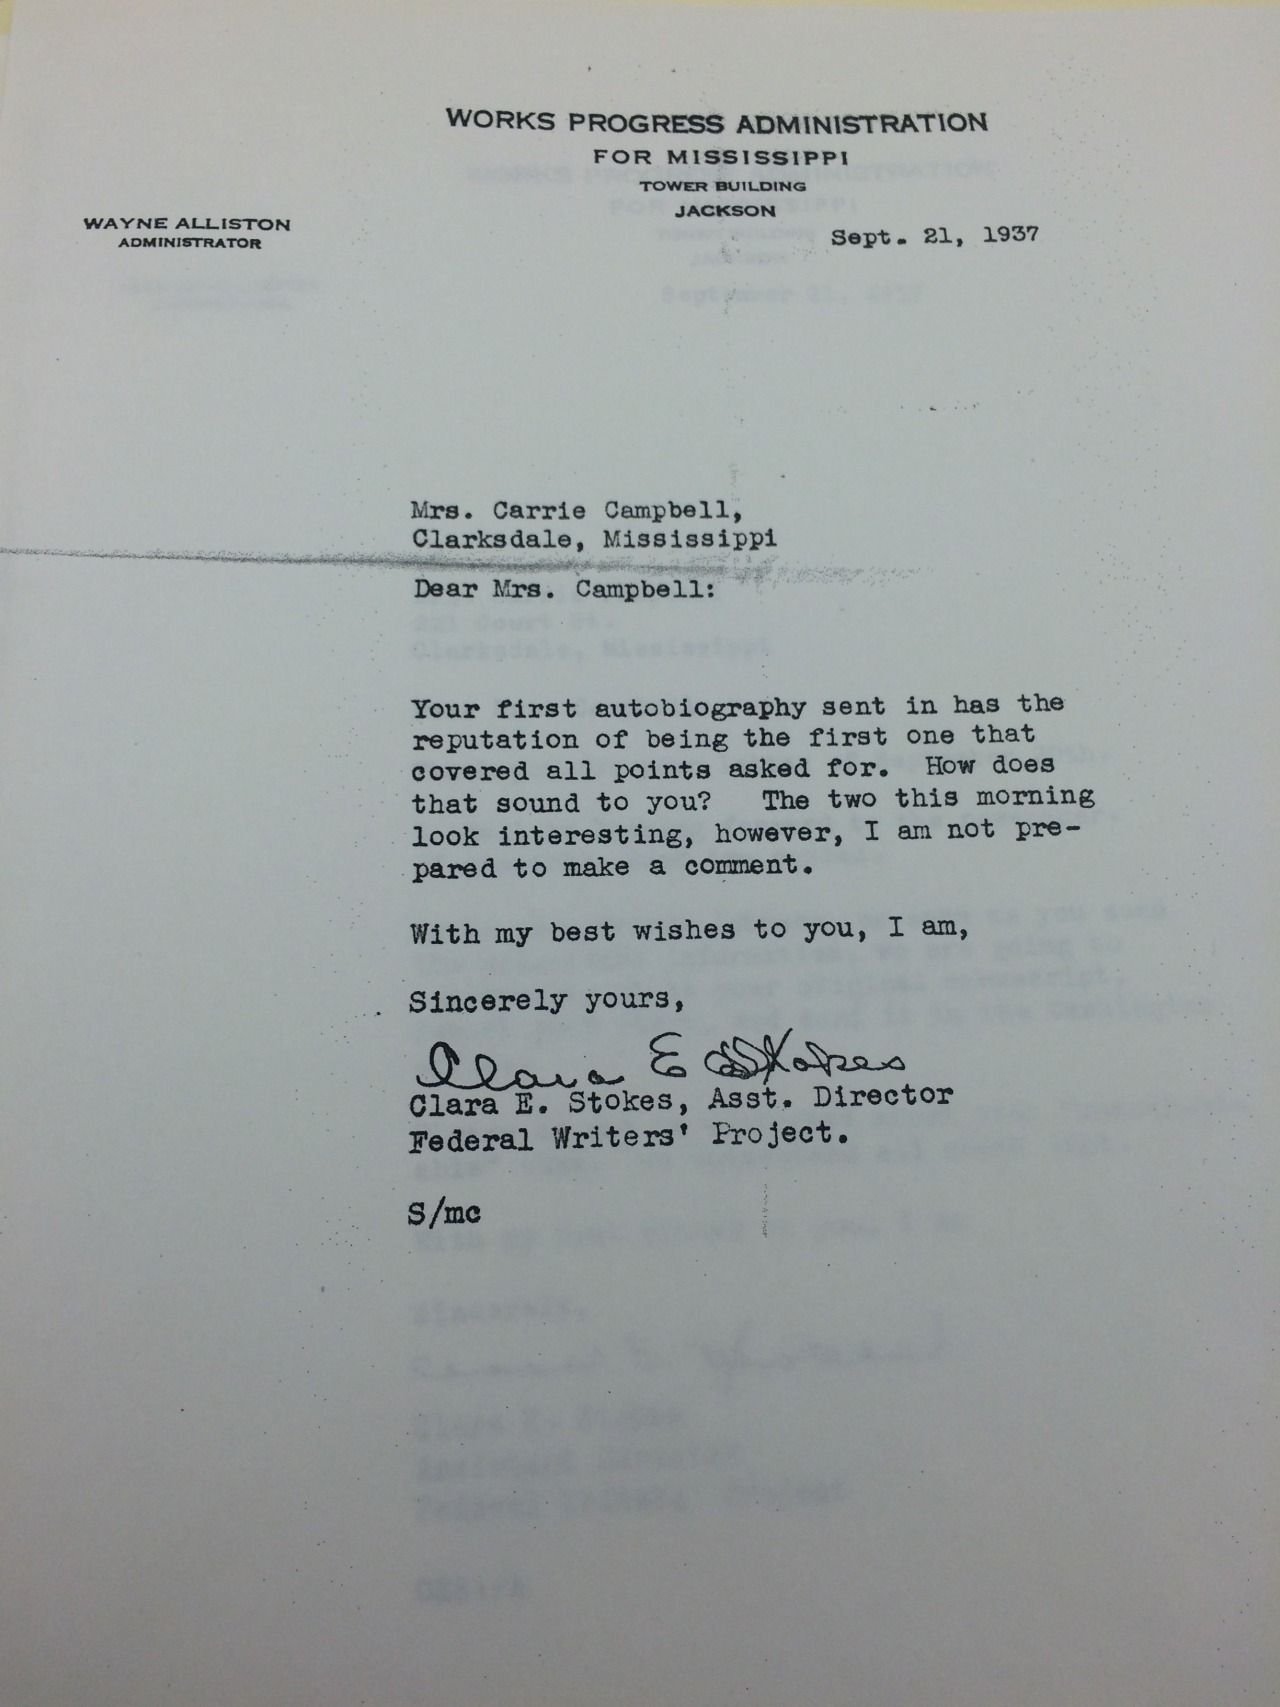 WORKS PROGRESS ADMINISTRATION
FOR MISSISSIPPI
TOWER BUILDING
JACKSON
WAYNE ALLISTON
ADMINISTRATOR
Sept. 21, 1937
Mrs. Carrie Campbell,
Clarksdale, Mississippi
Dear Mrs. Campbell:
Your first autobiography sent in has the
reputation of being the first one that
covered all points asked for. How does
that sound to you? The two this morning
look interesting, however, I am not pre-
pared to make a comment.
With my best wishes to you, I am,
Sincerely yours,
Clara E Stokes
Clara E. Stokes, Asst. Director
Federal Writers' Project.
S/mc